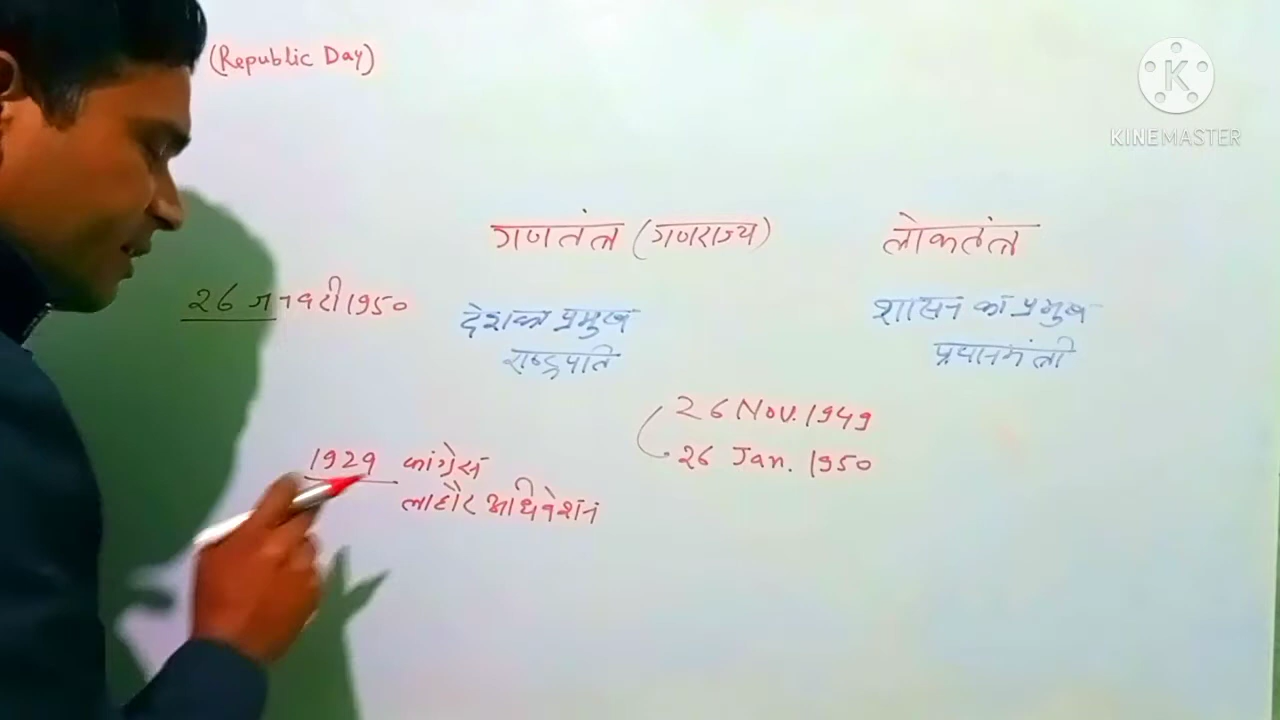 (Republic Day)
K
KINEMASTER
गणतंत्र (गणराज्य)
लोकतंत्र
26 जनवरी 1950
देश का प्रमुख
राष्ट्रपति
शासन का प्रमुख
प्रधानमंत्री
26 Nov. 1949
26 Jan. 1950
1929 कांग्रेस
लाहौर अधिवेशन